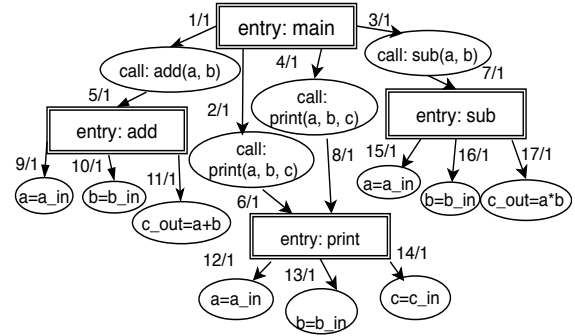 1/1
entry: main
3/1
call: add(a, b)
4/1
call: sub(a, b)
5/1
2/1
call:
print(a, b, c)
7/1
entry: add
entry: sub
9/1
10/1
11/1
call:
print(a, b, c)
8/1
15/1
16/1
17/1
a=a_in
b=b_in
c_out=a+b
6/1
a=a_in
b=b_in
c_out=a*b
entry: print
12/1
13/1
14/1
a=a_in
b=b_in
c=c_in